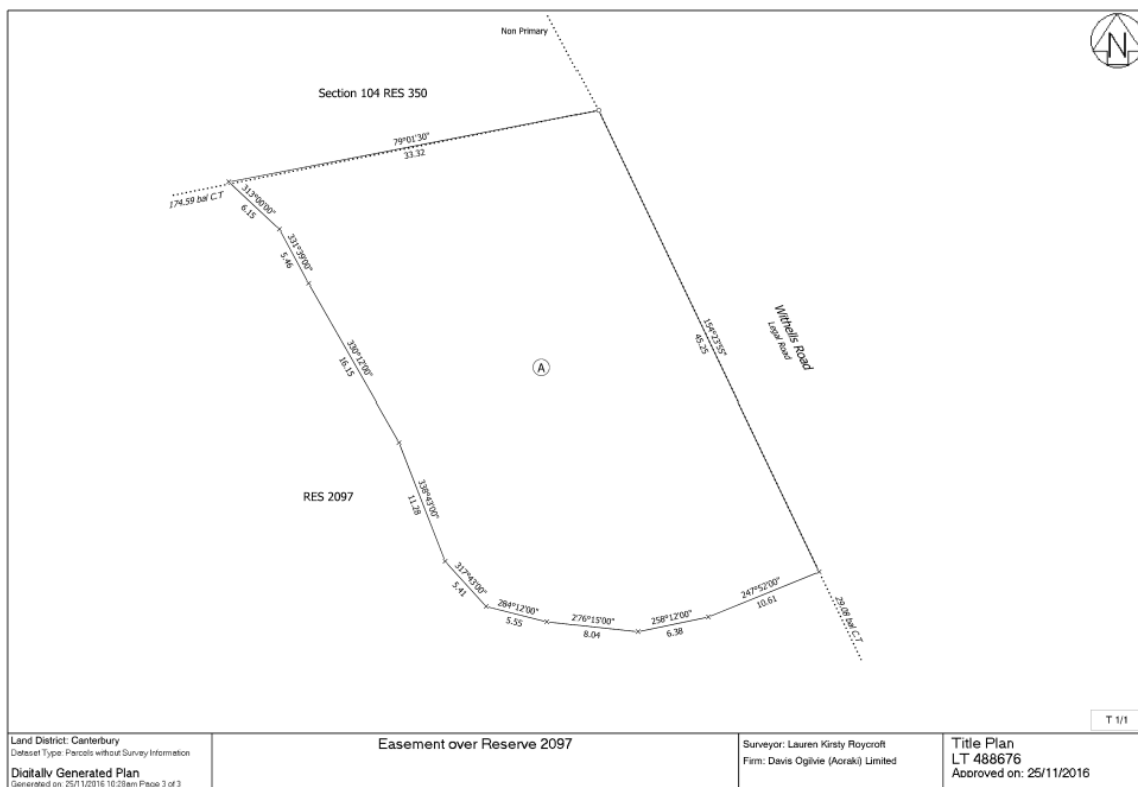 Non Primary
N
Section 104 RES 350
79°01'30"
33.32
174.59 bal C.T
313°00'00"
6.15
331°39'00"
5.46
330°12'00"
16.15
154°23'55"
45.25
Withells Road
Legal Road
A
338°43'00"
11.28
RES 2097
317°43'00"
5.41
284°12'00"
5.55
276°15'00"
8.04
258°12'00"
6.38
247°52'00"
10.61
29.08 bal C.T
T 1/1
Land District: Canterbury
Dataset Type: Parcels without Survey Information
Digitally Generated Plan
Generated on: 25/11/2016 10:28am Page 3 of 3
Easement over Reserve 2097
Surveyor: Lauren Kirsty Roycroft
Firm: Davis Ogilvie (Aoraki) Limited
Title Plan
LT 488676
Approved on: 25/11/2016